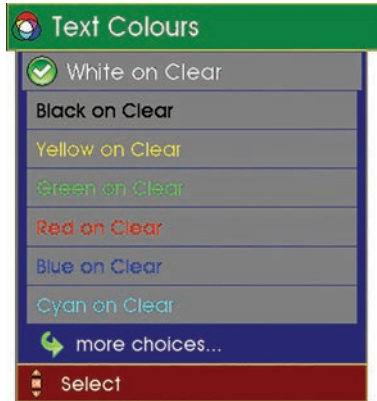 Text Colours
White on Clear
Black on Clear
Yellow on Clear
Green on Clear
Red on Clear
Blue on Clear
Cyan on Clear
more choices...
Select